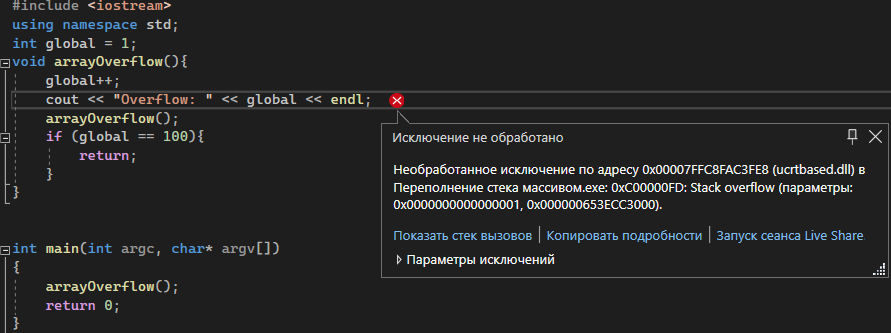 #include <iostream>
using namespace std;
int global = 1;
void arrayOverflow(){
global++;
cout << "Overflow: " << global << endl;
arrayOverflow();
if (global == 100){
return;
}
}
Исключение не обработано
Необработанное исключение по адресу 0x00007FFC8FAC3FE8 (ucrtbased.dll) в
Переполнение стека массивом.exe: 0xC00000FD: Stack overflow (параметры:
0x0000000000000001, 0x000000653ECC3000).
Показать стек вызовов | Копировать подробности | Запуск сеанса Live Share.
Параметры исключений
int main(int argc, char* argv[])
{
arrayOverflow();
return 0;
}